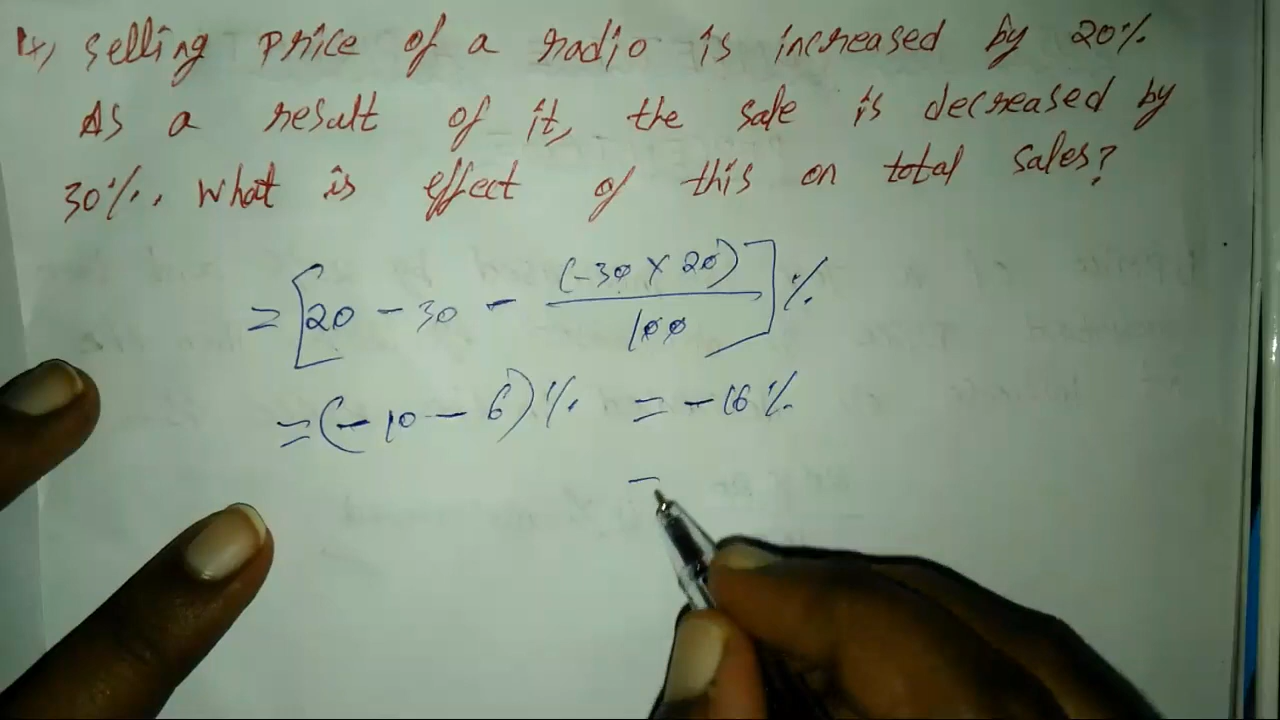 14) Selling Price of a radio is increased by 20%.
As a result of it, the sale is decreased by
30%. What is effect of this on total sales?
= [20 - 30 - (-30 × 20) / 100] %
= (-10 - 6) % = -16 %
-